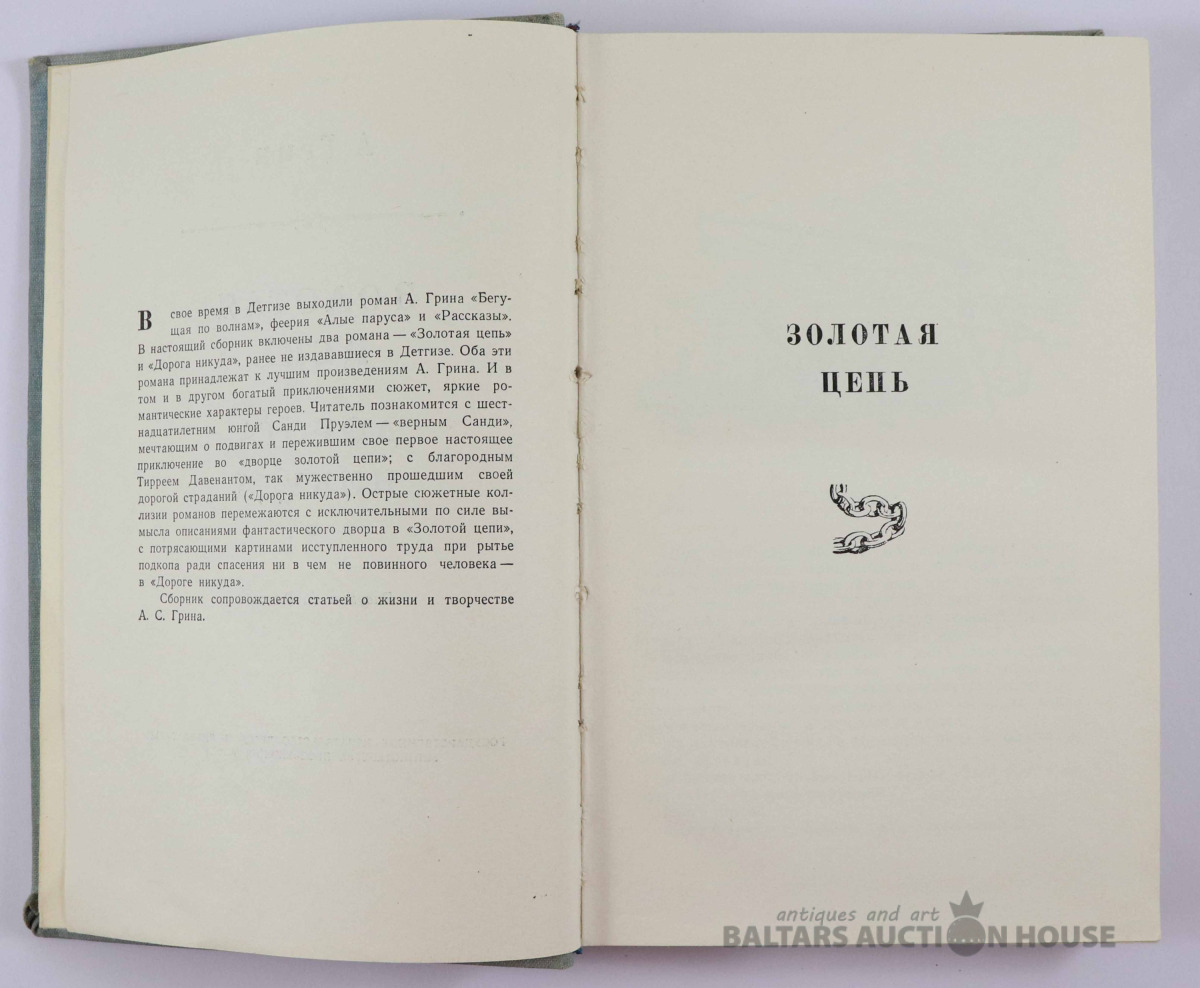 В свое время в Детгизе выходили роман А. Грина «Бегу-
щая по волнам», феерия «Алые паруса» и «Рассказы».
В настоящий сборник включены два романа — «Золотая цепь»
и «Дорога никуда», ранее не издававшиеся в Детгизе. Оба эти
романа принадлежат к лучшим произведениям А. Грина. И в
том и в другом богатый приключениями сюжет, яркие ро-
мантические характеры героев. Читатель познакомится с шест-
надцатилетним юнгой Санди Пруэлем — «верным Санди»,
мечтающим о подвигах и пережившим свое первое настоящее
приключение во «дворце золотой цепи»; с благородным
Тирреем Давенантом, так мужественно прошедшим своей
дорогой страданий («Дорога никуда»). Острые сюжетные кол-
лизии романов перемежаются с исключительными по силе вы-
мысла описаниями фантастического дворца в «Золотой цепи»,
с потрясающими картинами исступленного труда при рытье
подкопа ради спасения ни в чем не повинного человека —
в «Дороге никуда».
Сборник сопровождается статьей о жизни и творчестве
А. С. Грина.
ЗОЛОТАЯ
ЦЕПЬ
antiques and art
BALTARS AUCTION HOUSE